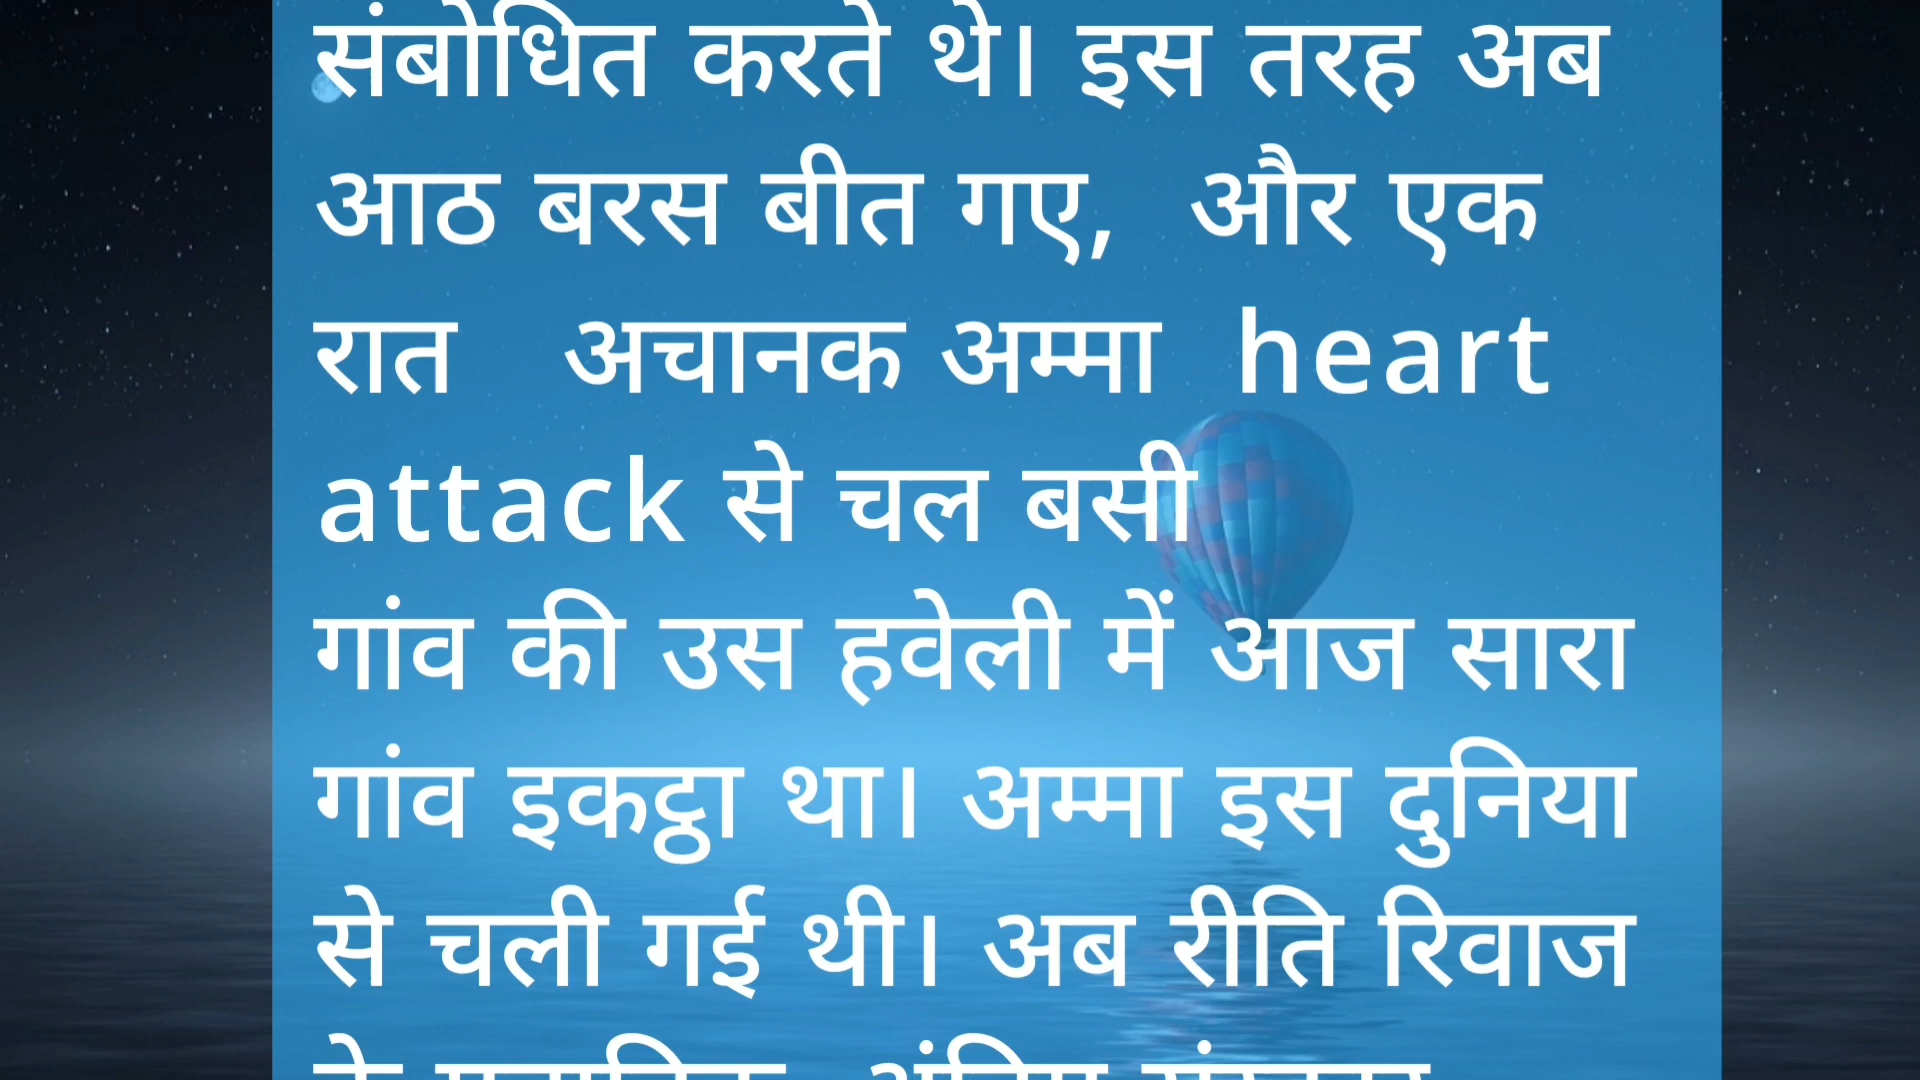 संबोधित करते थे। इस तरह अब
आठ बरस बीत गए, और एक
रात अचानक अम्मा heart
attack से चल बसी
गांव की उस हवेली में आज सारा
गांव इकट्ठा था। अम्मा इस दुनिया
से चली गई थी। अब रीति रिवाज
के